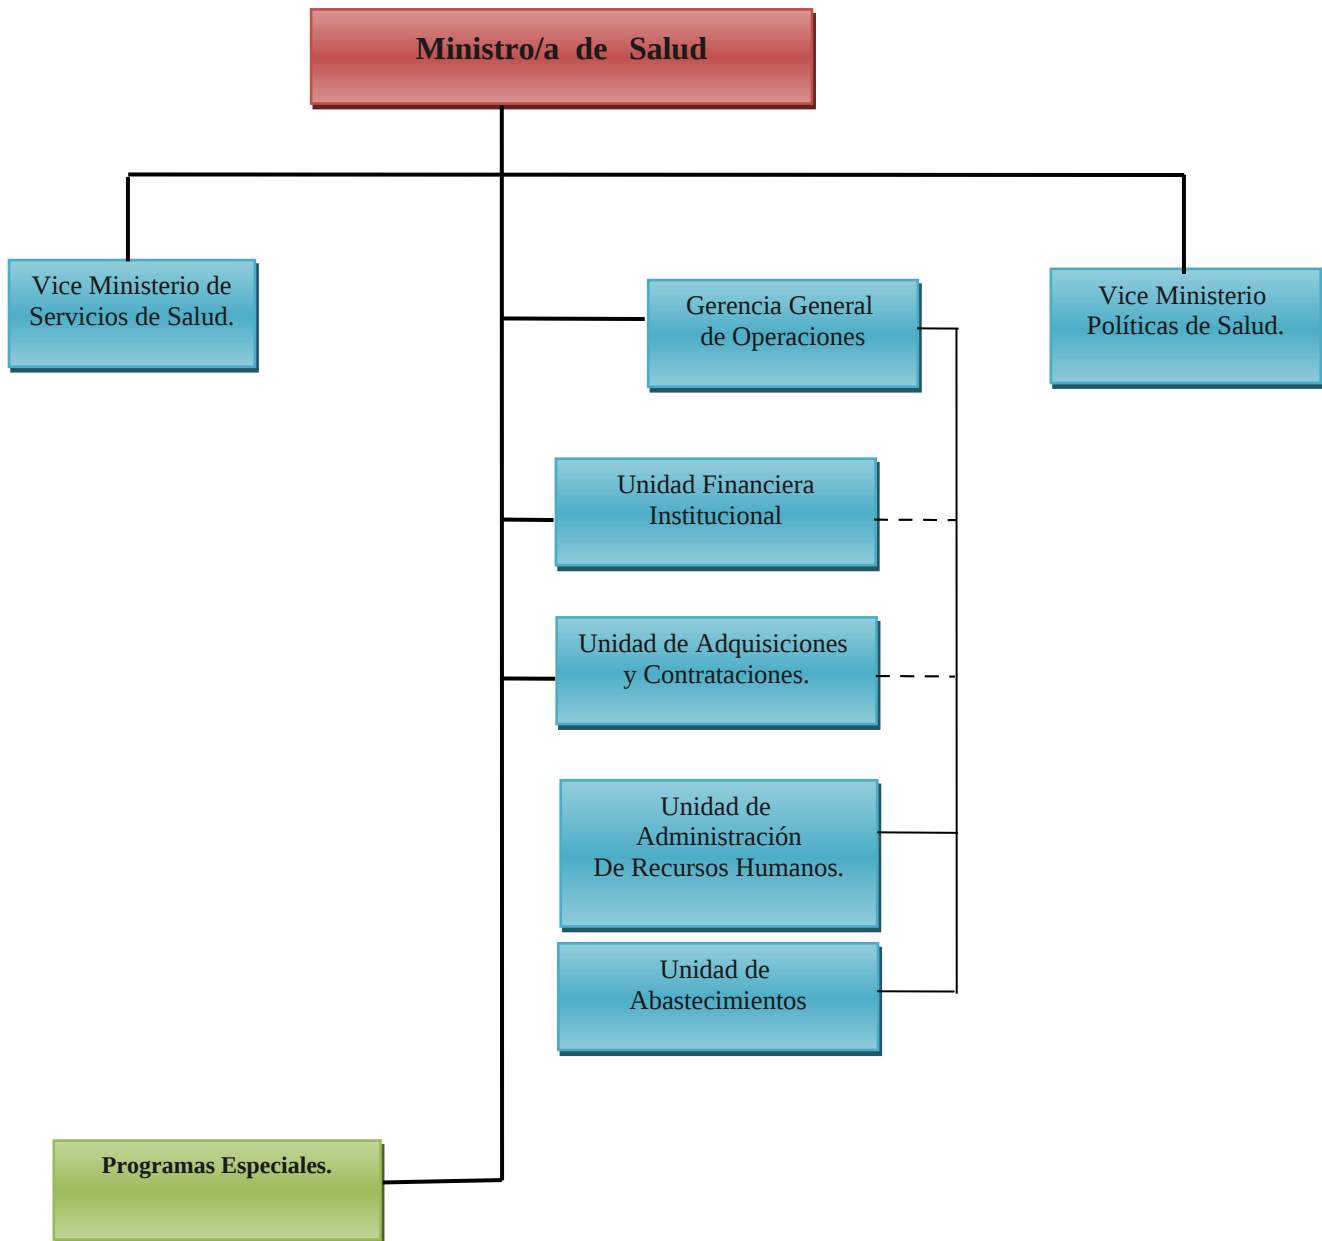 Ministro/a de Salud
Vice Ministerio de
Servicios de Salud.
Gerencia General
de Operaciones
Vice Ministerio
Políticas de Salud.
Unidad Financiera
Institucional
Unidad de Adquisiciones
y Contrataciones.
Unidad de
Administración
De Recursos Humanos.
Unidad de
Abastecimientos
Programas Especiales.